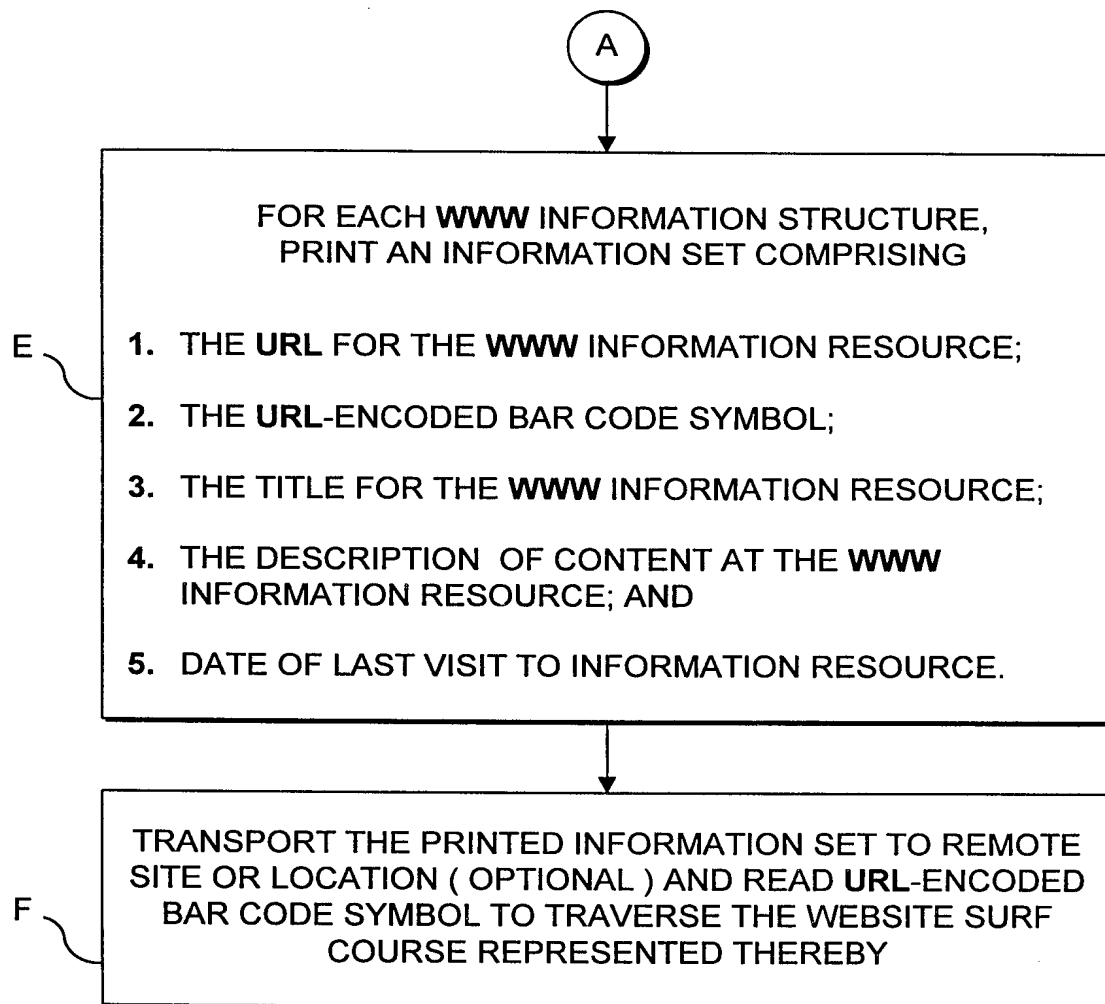 A
FOR EACH WWW INFORMATION STRUCTURE,
PRINT AN INFORMATION SET COMPRISING
E
1. THE URL FOR THE WWW INFORMATION RESOURCE;
2. THE URL-ENCODED BAR CODE SYMBOL;
3. THE TITLE FOR THE WWW INFORMATION RESOURCE;
4. THE DESCRIPTION OF CONTENT AT THE WWW
INFORMATION RESOURCE; AND
5. DATE OF LAST VISIT TO INFORMATION RESOURCE.
F
TRANSPORT THE PRINTED INFORMATION SET TO REMOTE
SITE OR LOCATION ( OPTIONAL ) AND READ URL-ENCODED
BAR CODE SYMBOL TO TRAVERSE THE WEBSITE SURF
COURSE REPRESENTED THEREBY